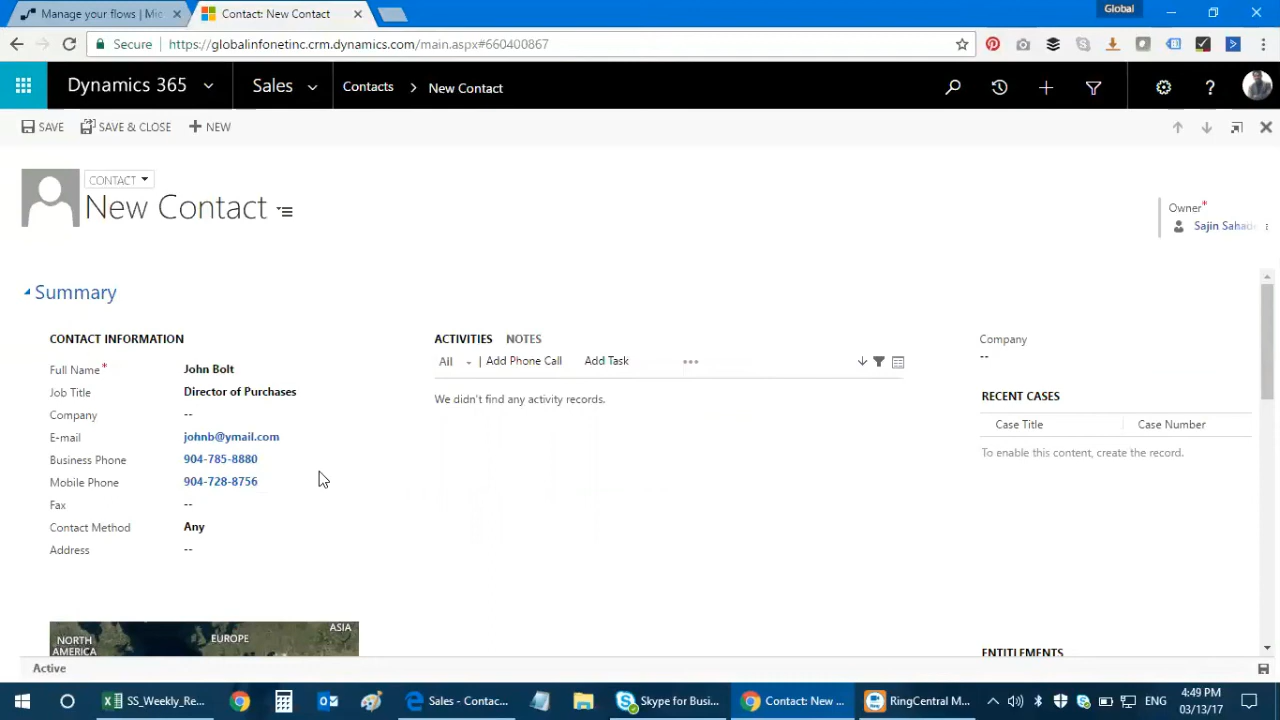 Manage your flows | Mic
Contact: New Contact
Global
Secure
https://globalinfonetinc.crm.dynamics.com/main.aspx#660400867
Dynamics 365
Sales
Contacts
>
New Contact
?
SAVE
SAVE & CLOSE
NEW
CONTACT
New Contact
Owner*
Sajin Sahad
Summary
CONTACT INFORMATION
Full Name* John Bolt
Job Title Director of Purchases
Company --
E-mail johnb@ymail.com
Business Phone 904-785-8880
Mobile Phone 904-728-8756
Fax --
Contact Method Any
Address --
ACTIVITIES NOTES
All | Add Phone Call Add Task
We didn't find any activity records.
Company
--
RECENT CASES
Case Title Case Number
To enable this content, create the record.
NORTH AMERICA
EUROPE
ASIA
ENTITLEMENTS
Active
SS_Weekly_Re...
Sales - Contac...
Skype for Busi...
Contact: New ...
RingCentral M...
ENG
4:49 PM
03/13/17